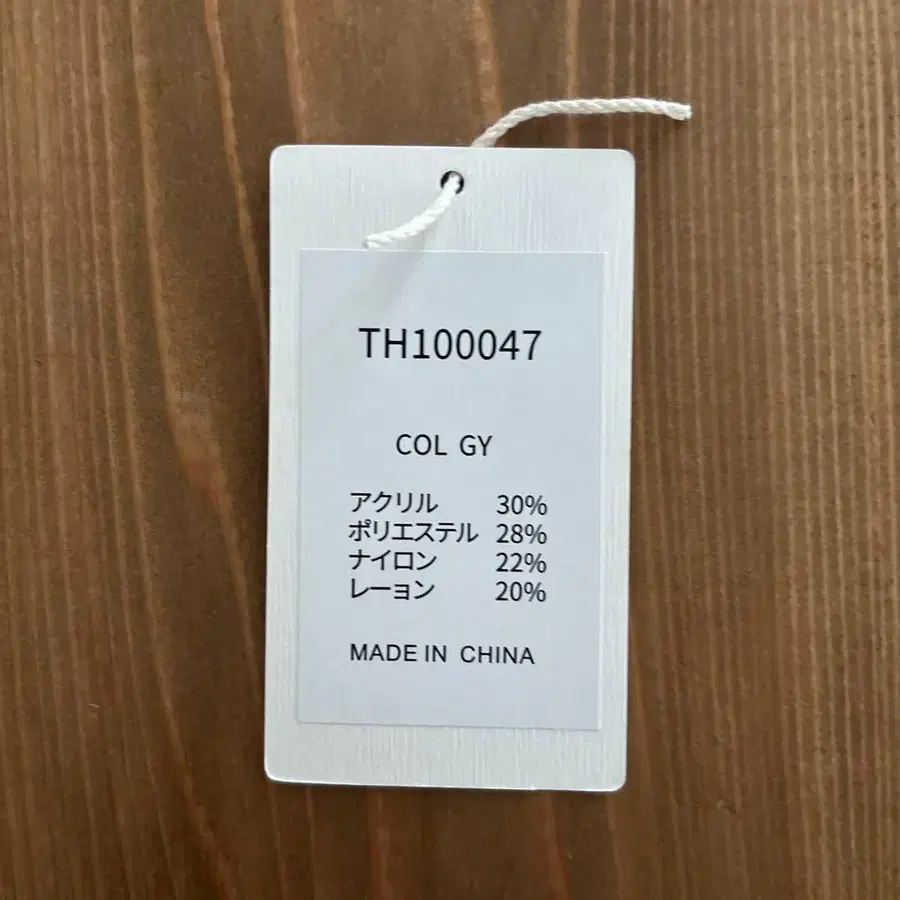 TH100047
COL GY
アクリル 30%
ポリエステル 28%
ナイロン 22%
レーヨン 20%
MADE IN CHINA